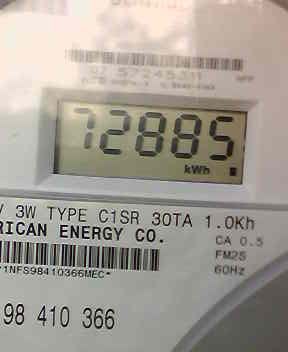 72885
kWh
V 3W TYPE C1SR 30TA 1.0Kh
RICAN ENERGY CO.
CA 0.5
FM2S
60Hz
*1NFS98410366MEC*
98 410 366